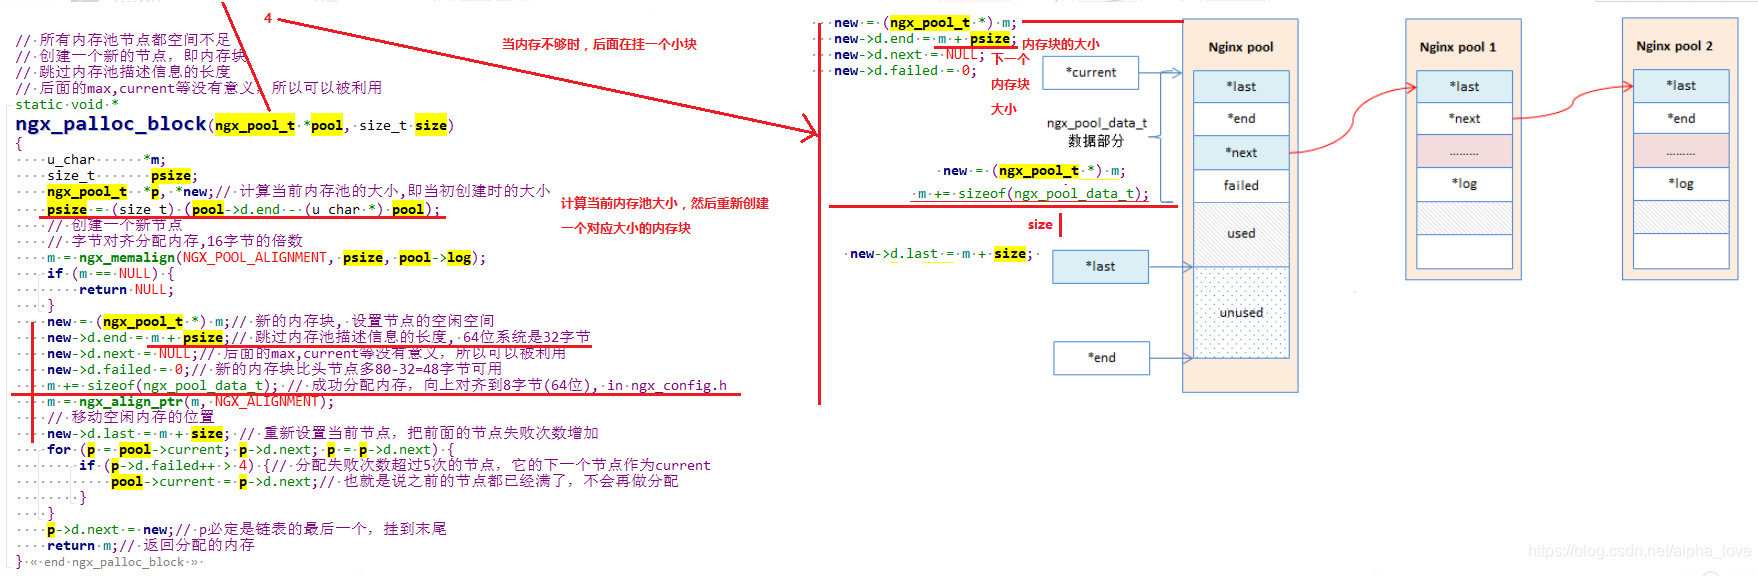 4
// 所有内存池节点都空间不足
// 创建一个新的节点，即内存块
// 跳过内存池描述信息的长度
// 后面的max,current等没有意义，所以可以被利用
static void *
ngx_palloc_block(ngx_pool_t *pool, size_t size)
{
u_char *m;
size_t psize;
ngx_pool_t *p, *new;// 计算当前内存池的大小,即当初创建时的大小
psize = (size_t) (pool->d.end - (u_char *) pool);
// 创建一个新节点
// 字节对齐分配内存,16字节的倍数
m = ngx_memalign(NGX_POOL_ALIGNMENT, psize, pool->log);
if (m == NULL) {
return NULL;
}
new = (ngx_pool_t *) m;// 新的内存块, 设置节点的空闲空间
new->d.end = m + psize;// 跳过内存池描述信息的长度, 64位系统是32字节
new->d.next = NULL;// 后面的max,current等没有意义，所以可以被利用
new->d.failed = 0;// 新的内存块比头节点多80-32=48字节可用
m += sizeof(ngx_pool_data_t); // 成功分配内存，向上对齐到8字节(64位), in ngx_config.h
m = ngx_align_ptr(m, NGX_ALIGNMENT);
// 移动空闲内存的位置
new->d.last = m + size; // 重新设置当前节点，把前面的节点失败次数增加
for (p = pool->current; p->d.next; p = p->d.next) {
if (p->d.failed++ > 4) {// 分配失败次数超过5次的节点，它的下一个节点作为current
pool->current = p->d.next;// 也就是说之前的节点都已经满了，不会再做分配
}
}
p->d.next = new;// p必定是链表的最后一个，挂到末尾
return m;// 返回分配的内存
} « end ngx_palloc_block »
当内存不够时，后面在挂一个小块
计算当前内存池大小，然后重新创建
一个对应大小的内存块
new = (ngx_pool_t *) m;
new->d.end = m + psize;
new->d.next = NULL;
new->d.failed = 0;
内存块的大小
下一个
内存块
大小
*current
ngx_pool_data_t
数据部分
new = (ngx_pool_t *) m;
m += sizeof(ngx_pool_data_t);
size
new->d.last = m + size;
*last
*end
Nginx pool
*last
*end
*next
failed
used
unused
Nginx pool 1
*last
*next
………
*log
Nginx pool 2
*last
*end
………
*log
https://blog.csdn.net/alpha_love